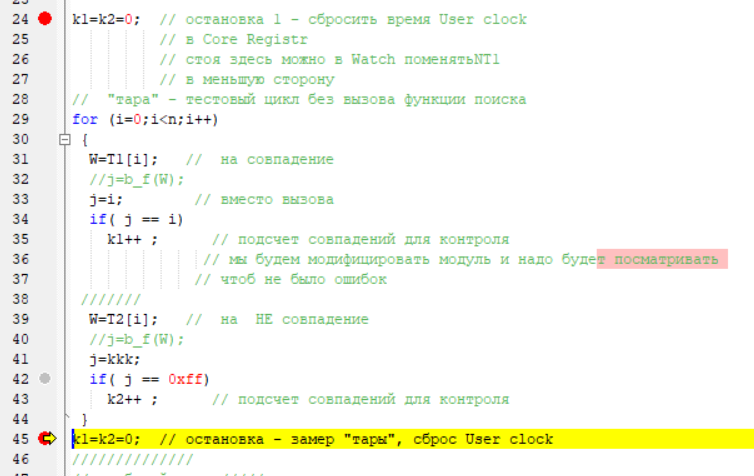 24 k1=k2=0; // остановка 1 - сбросить время User clock
25 // в Core Registr
26 // стоя здесь можно в Watch поменятьNT1
27 // в меньшую сторону
28 // "тара" - тестовый цикл без вызова функции поиска
29 for (i=0;i<n;i++)
30 {
31 W=T1[i]; // на совпадение
32 //j=b_f(W);
33 j=i; // вместо вызова
34 if( j == i)
35 k1++ ; // подсчет совпадений для контроля
36 // мы будем модифицировать модуль и надо будет посматривать
37 // чтоб не было ошибок
38 ///////
39 W=T2[i]; // на НЕ совпадение
40 //j=b_f(W);
41 j=kkk;
42 if( j == 0xff)
43 k2++ ; // подсчет совпадений для контроля
44 }
45 k1=k2=0; // остановка - замер "тары", сброс User clock
46 //////////////